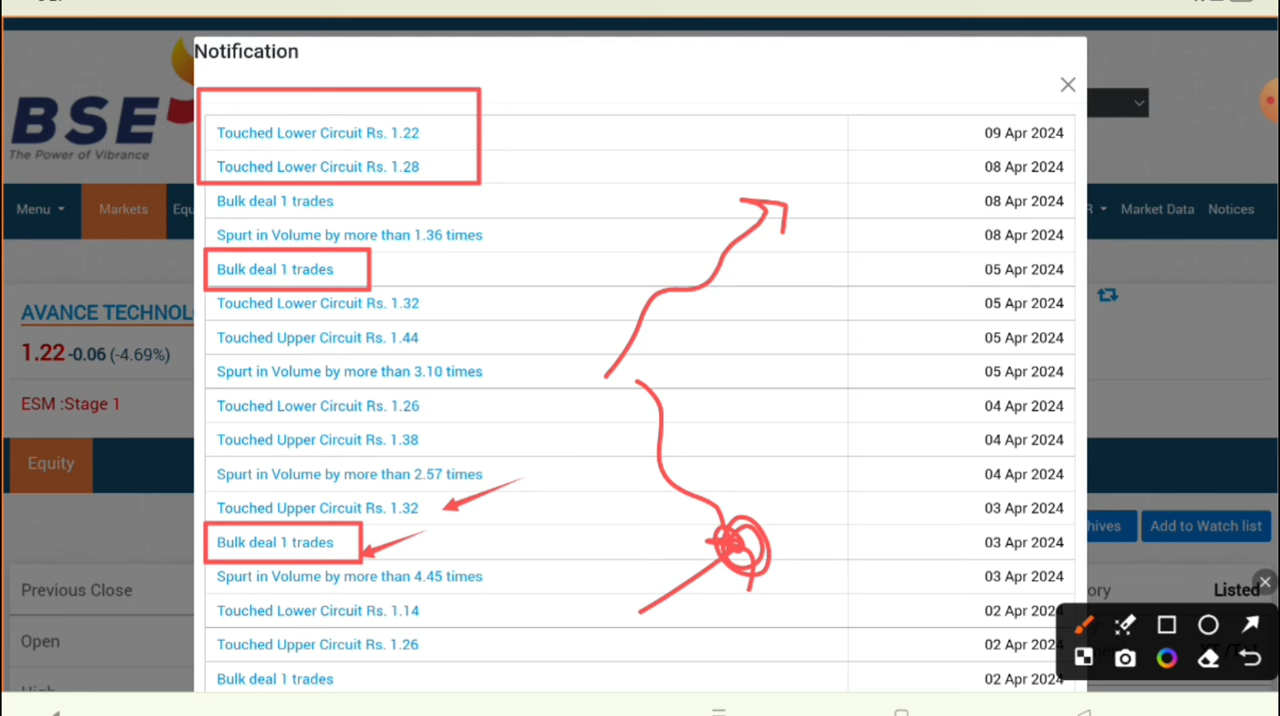 Notification
BSE
The Power of Vibrance
Touched Lower Circuit Rs. 1.22 09 Apr 2024
Touched Lower Circuit Rs. 1.28 08 Apr 2024
Bulk deal 1 trades 08 Apr 2024
Menu Markets Market Data Notices
Spurt in Volume by more than 1.36 times 08 Apr 2024
Bulk deal 1 trades 05 Apr 2024
Touched Lower Circuit Rs. 1.32 05 Apr 2024
AVANCE TECHNOL
Touched Upper Circuit Rs. 1.44 05 Apr 2024
1.22 -0.06 (-4.69%)
Spurt in Volume by more than 3.10 times 05 Apr 2024
ESM :Stage 1
Touched Lower Circuit Rs. 1.26 04 Apr 2024
Touched Upper Circuit Rs. 1.38 04 Apr 2024
Equity
Spurt in Volume by more than 2.57 times 04 Apr 2024
Touched Upper Circuit Rs. 1.32 03 Apr 2024
hives Add to Watch list
Bulk deal 1 trades 03 Apr 2024
Spurt in Volume by more than 4.45 times 03 Apr 2024
Previous Close ory Listed
Touched Lower Circuit Rs. 1.14 02 Apr 202
Open
Touched Upper Circuit Rs. 1.26 02 Apr 202
Bulk deal 1 trades 02 Apr 2024